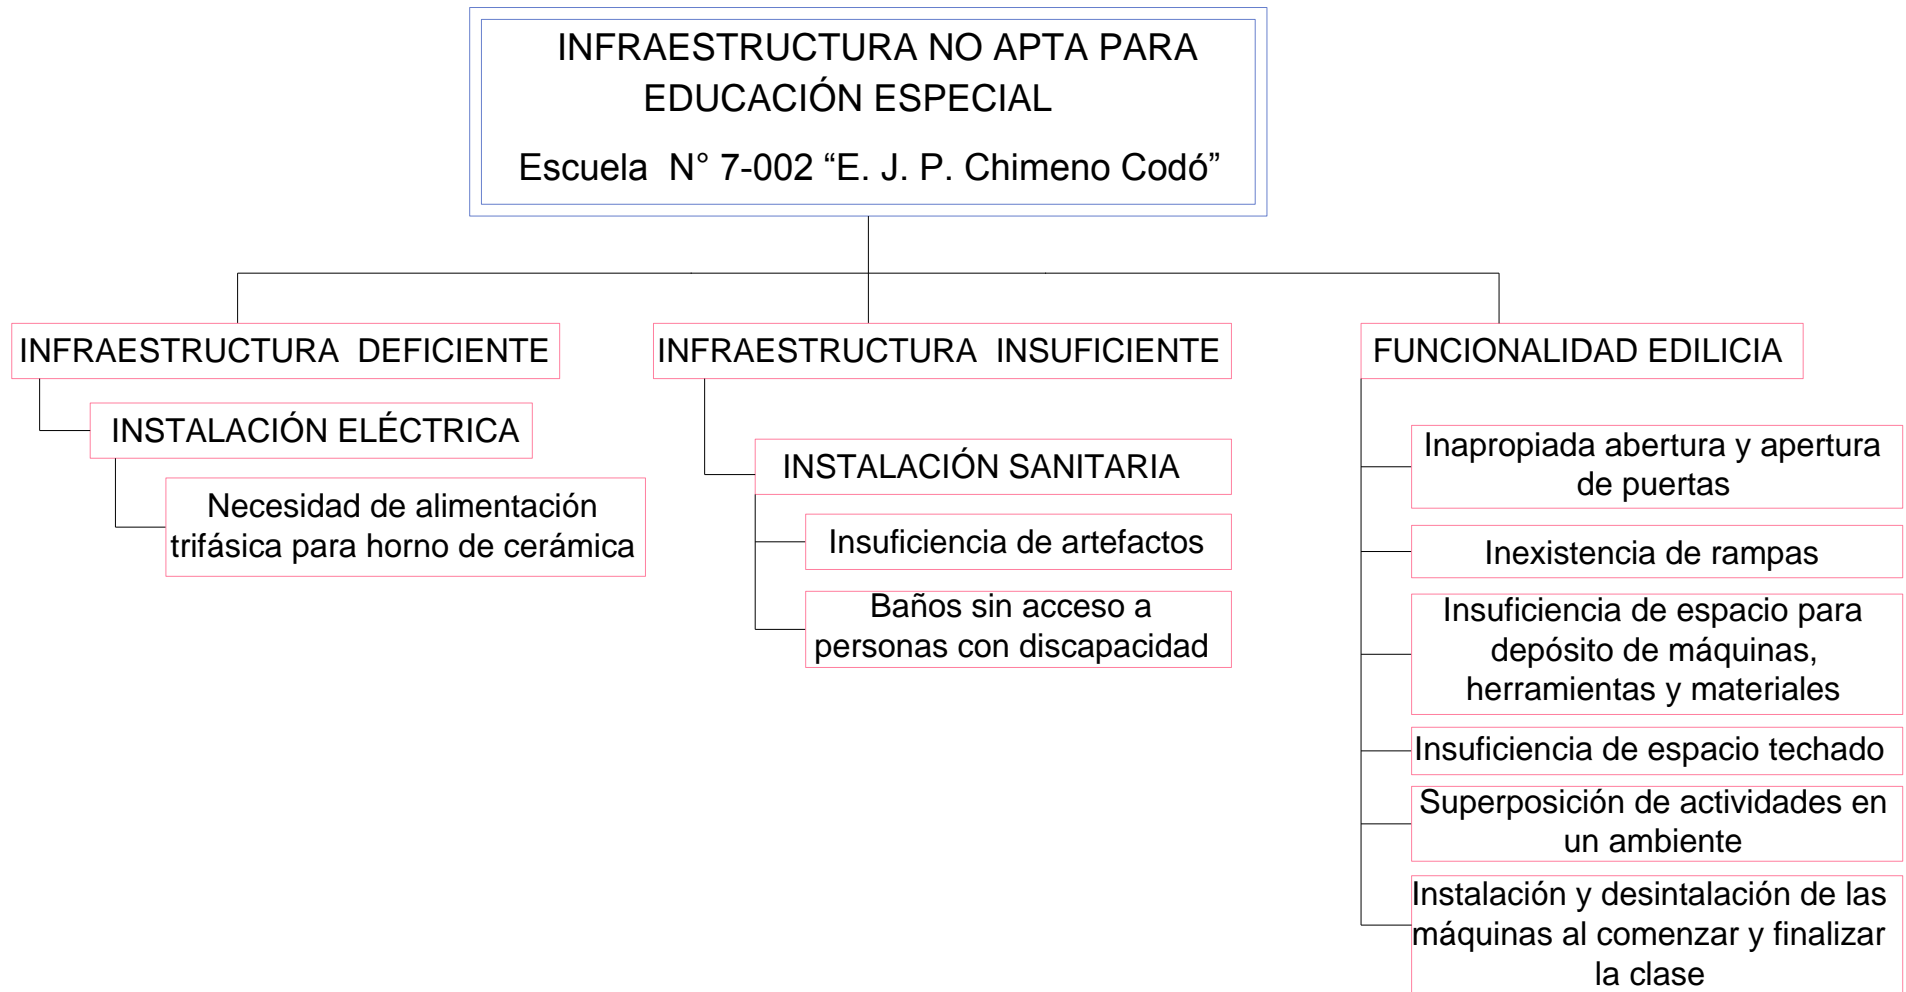 INFRAESTRUCTURA NO APTA PARA
EDUCACIÓN ESPECIAL
Escuela N° 7-002 “E. J. P. Chimeno Codó”
INFRAESTRUCTURA DEFICIENTE
INSTALACIÓN ELÉCTRICA
Necesidad de alimentación
trifásica para horno de cerámica
INFRAESTRUCTURA INSUFICIENTE
INSTALACIÓN SANITARIA
Insuficiencia de artefactos
Baños sin acceso a
personas con discapacidad
FUNCIONALIDAD EDILICIA
Inapropiada abertura y apertura
de puertas
Inexistencia de rampas
Insuficiencia de espacio para
depósito de máquinas,
herramientas y materiales
Insuficiencia de espacio techado
Superposición de actividades en
un ambiente
Instalación y desintalación de las
máquinas al comenzar y finalizar
la clase